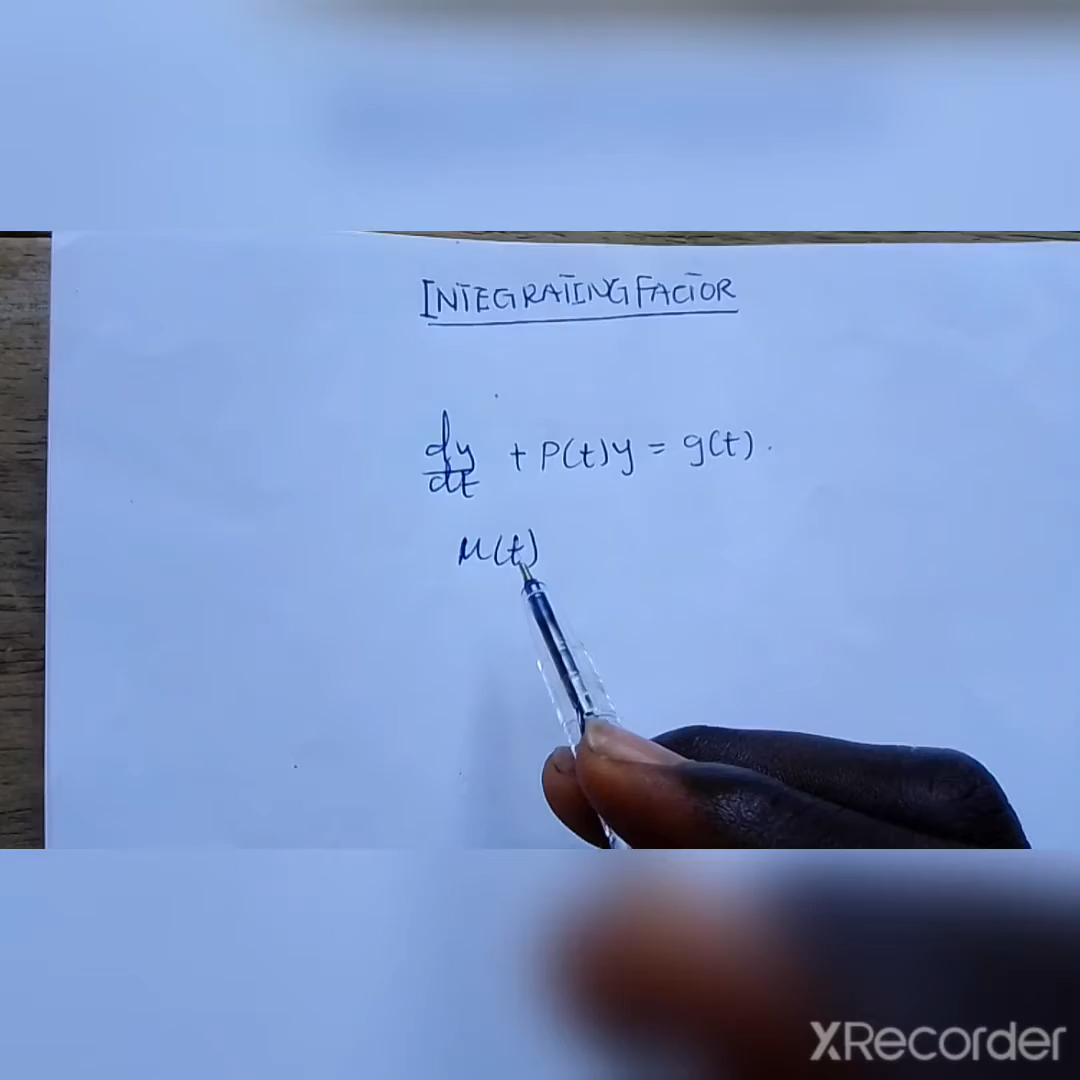 INTEGRATING FACTOR
dy/dt + P(t)y = g(t).
μ(t)
XRecorder